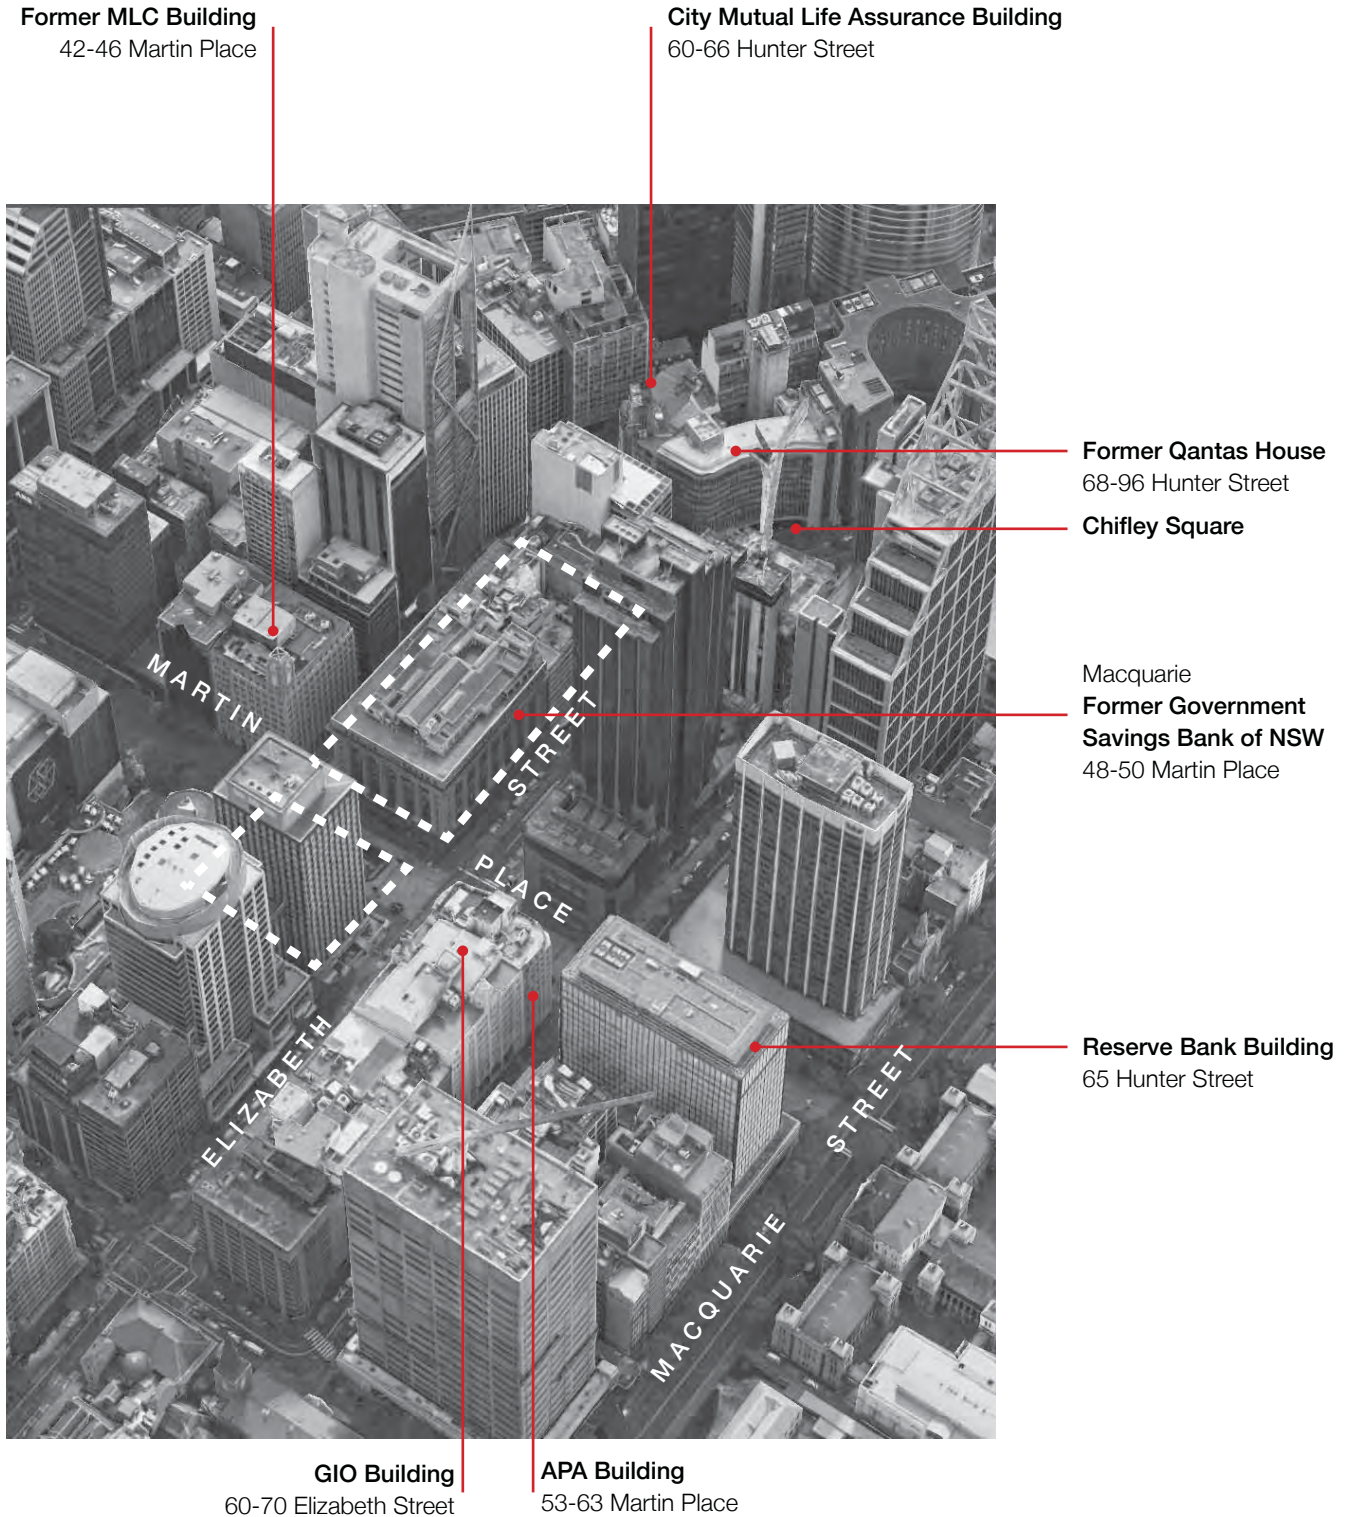 Former MLC Building
42-46 Martin Place
City Mutual Life Assurance Building
60-66 Hunter Street
Former Qantas House
68-96 Hunter Street
Chifley Square
Macquarie
Former Government
Savings Bank of NSW
48-50 Martin Place
MARTIN
STREET
PLACE
ELIZABETH
STREET
MACQUARIE
Reserve Bank Building
65 Hunter Street
GIO Building
60-70 Elizabeth Street
APA Building
53-63 Martin Place